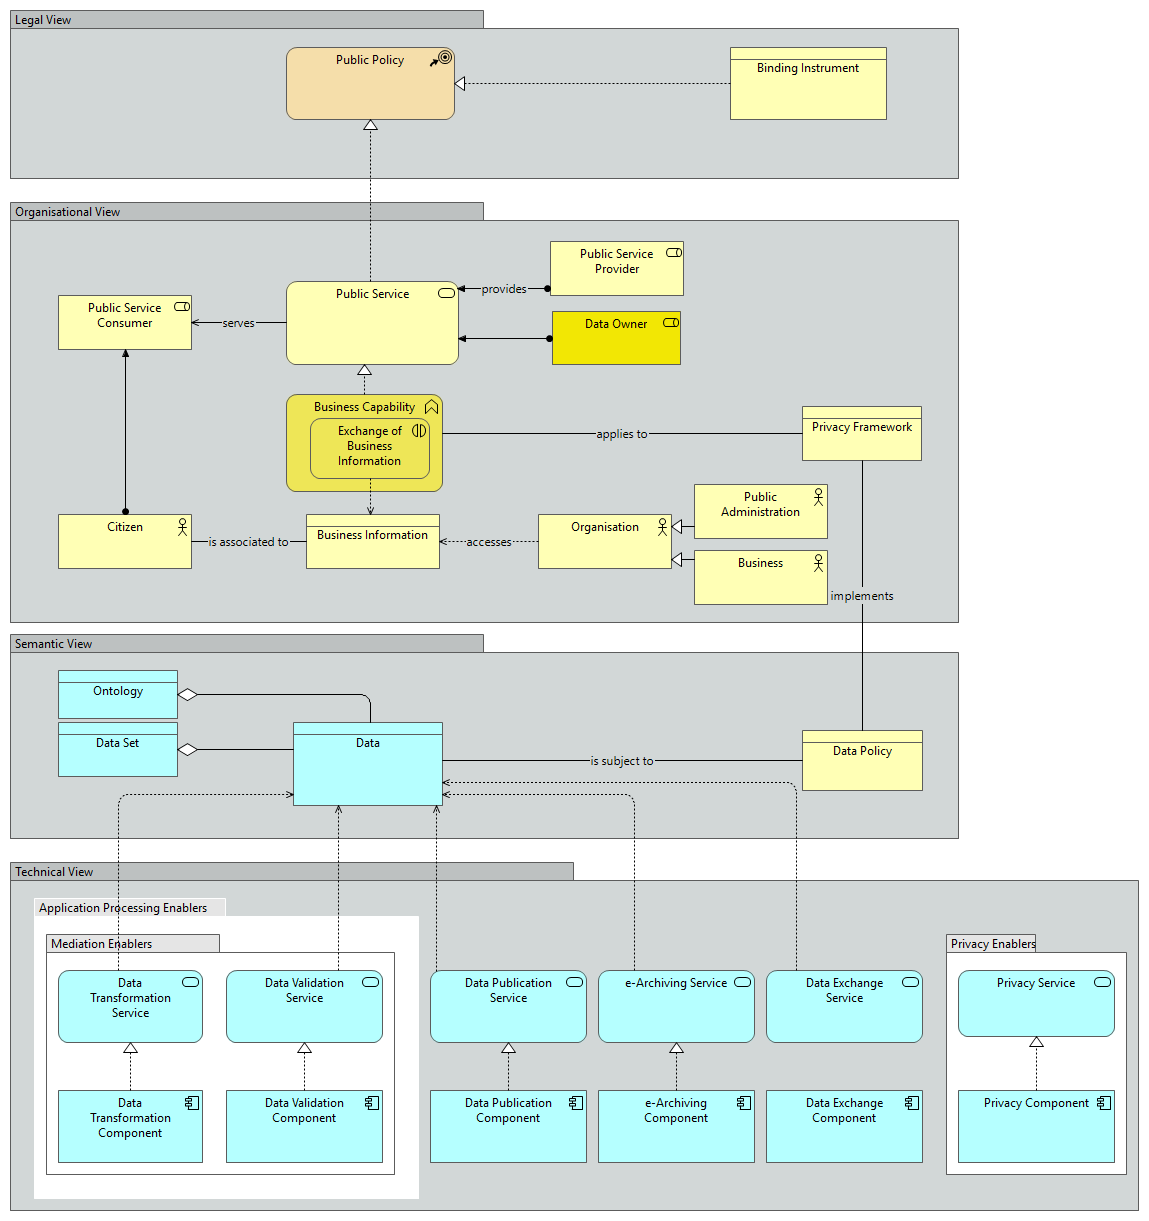 Legal View
Public Policy
Binding Instrument
Organisational View
Public Service
Provider
Public Service
provides
Public Service
Consumer
serves
Data Owner
Business Capability
Exchange of
Business
Information
applies to
Privacy Framework
Public
Administration
Citizen
is associated to
Business Information
accesses
Organisation
Business
implements
Semantic View
Ontology
Data Set
Data
is subject to
Data Policy
Technical View
Application Processing Enablers
Mediation Enablers
Privacy Enablers
Data
Transformation
Service
Data Validation
Service
Data Publication
Service
e-Archiving Service
Data Exchange
Service
Privacy Service
Data
Transformation
Component
Data Validation
Component
Data Publication
Component
e-Archiving
Component
Data Exchange
Component
Privacy Component